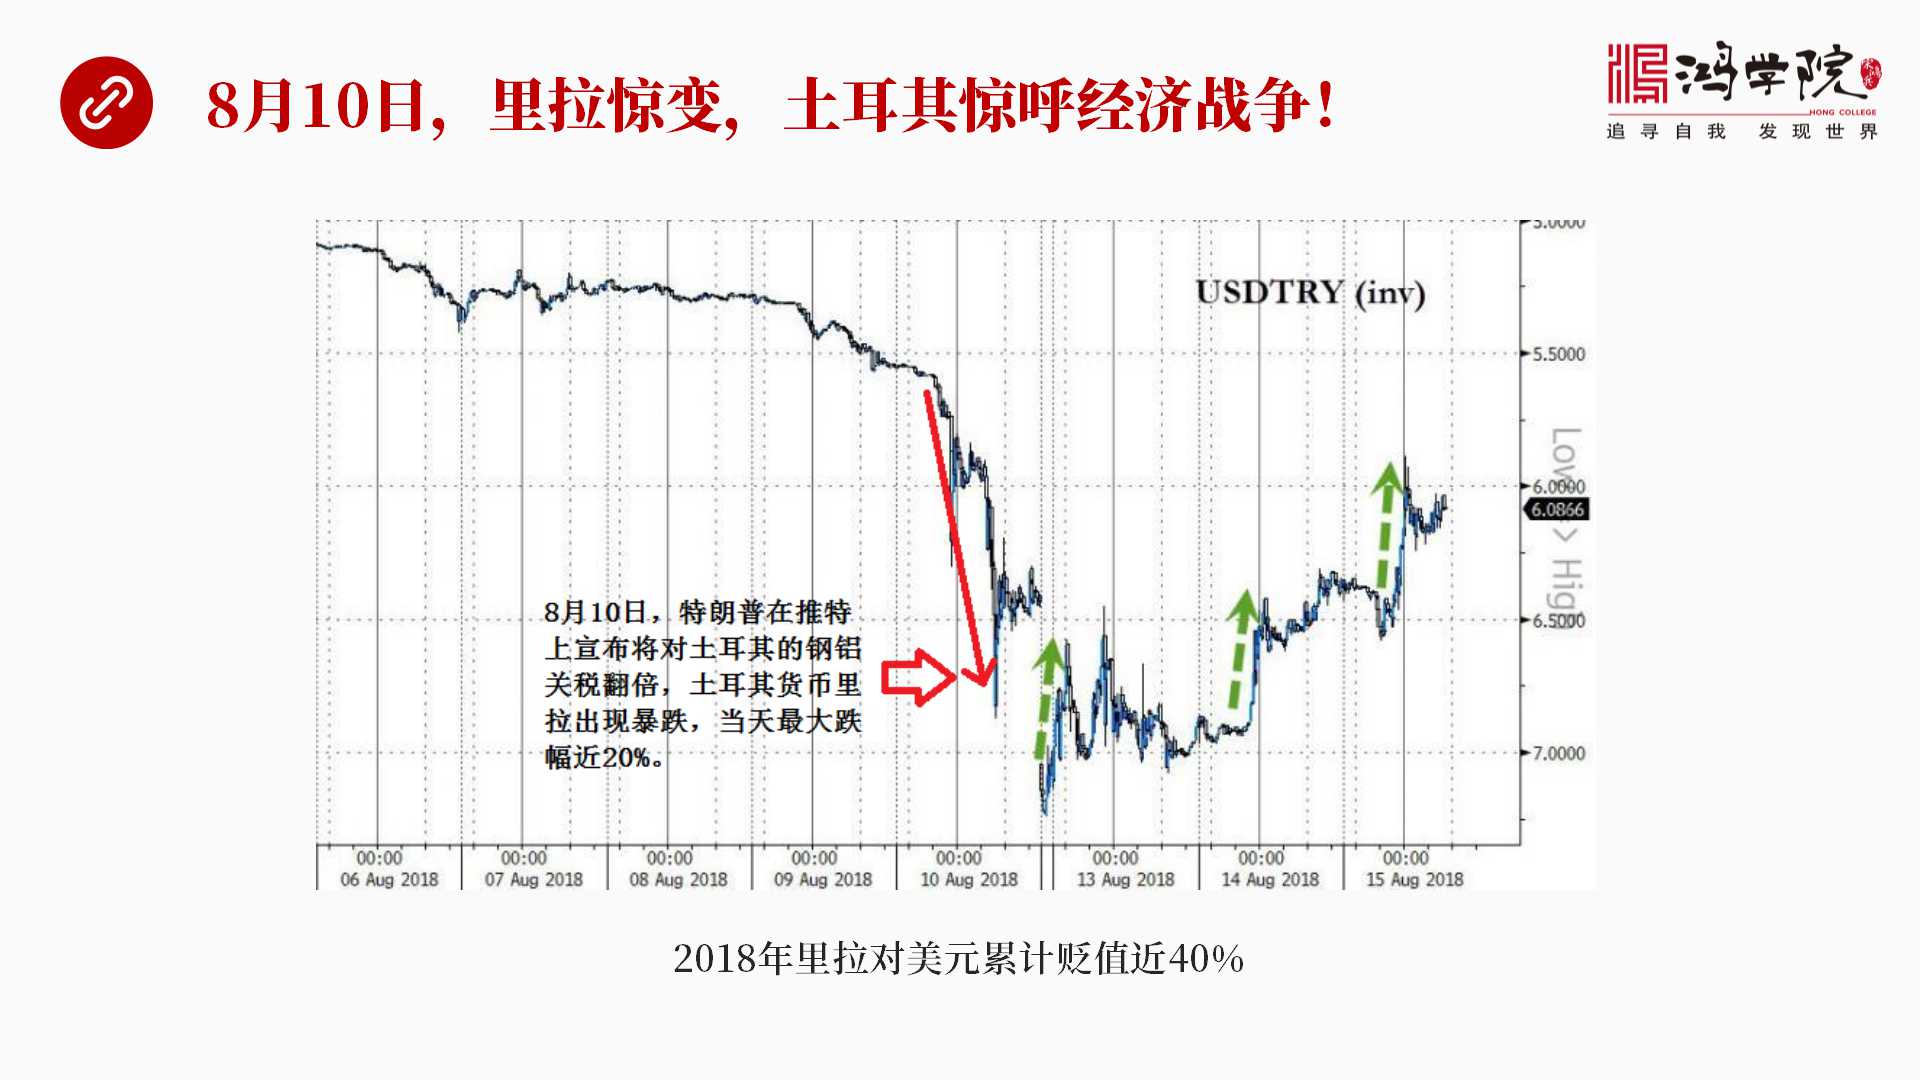 8月10日，里拉惊变，土耳其惊呼经济战争！
鸿学院
HONG COLLEGE
追寻自我 发现世界
USDTRY (inv)
5.0000
5.5000
6.0000
6.0866
6.5000
7.0000
8月10日，特朗普在推特
上宣布将对土耳其的钢铝
关税翻倍，土耳其货币里
拉出现暴跌，当天最大跌
幅近20%。
00:00 00:00 00:00 00:00 00:00 00:00 00:00 00:00
06 Aug 2018 07 Aug 2018 08 Aug 2018 09 Aug 2018 10 Aug 2018 13 Aug 2018 14 Aug 2018 15 Aug 2018
2018年里拉对美元累计贬值近40%